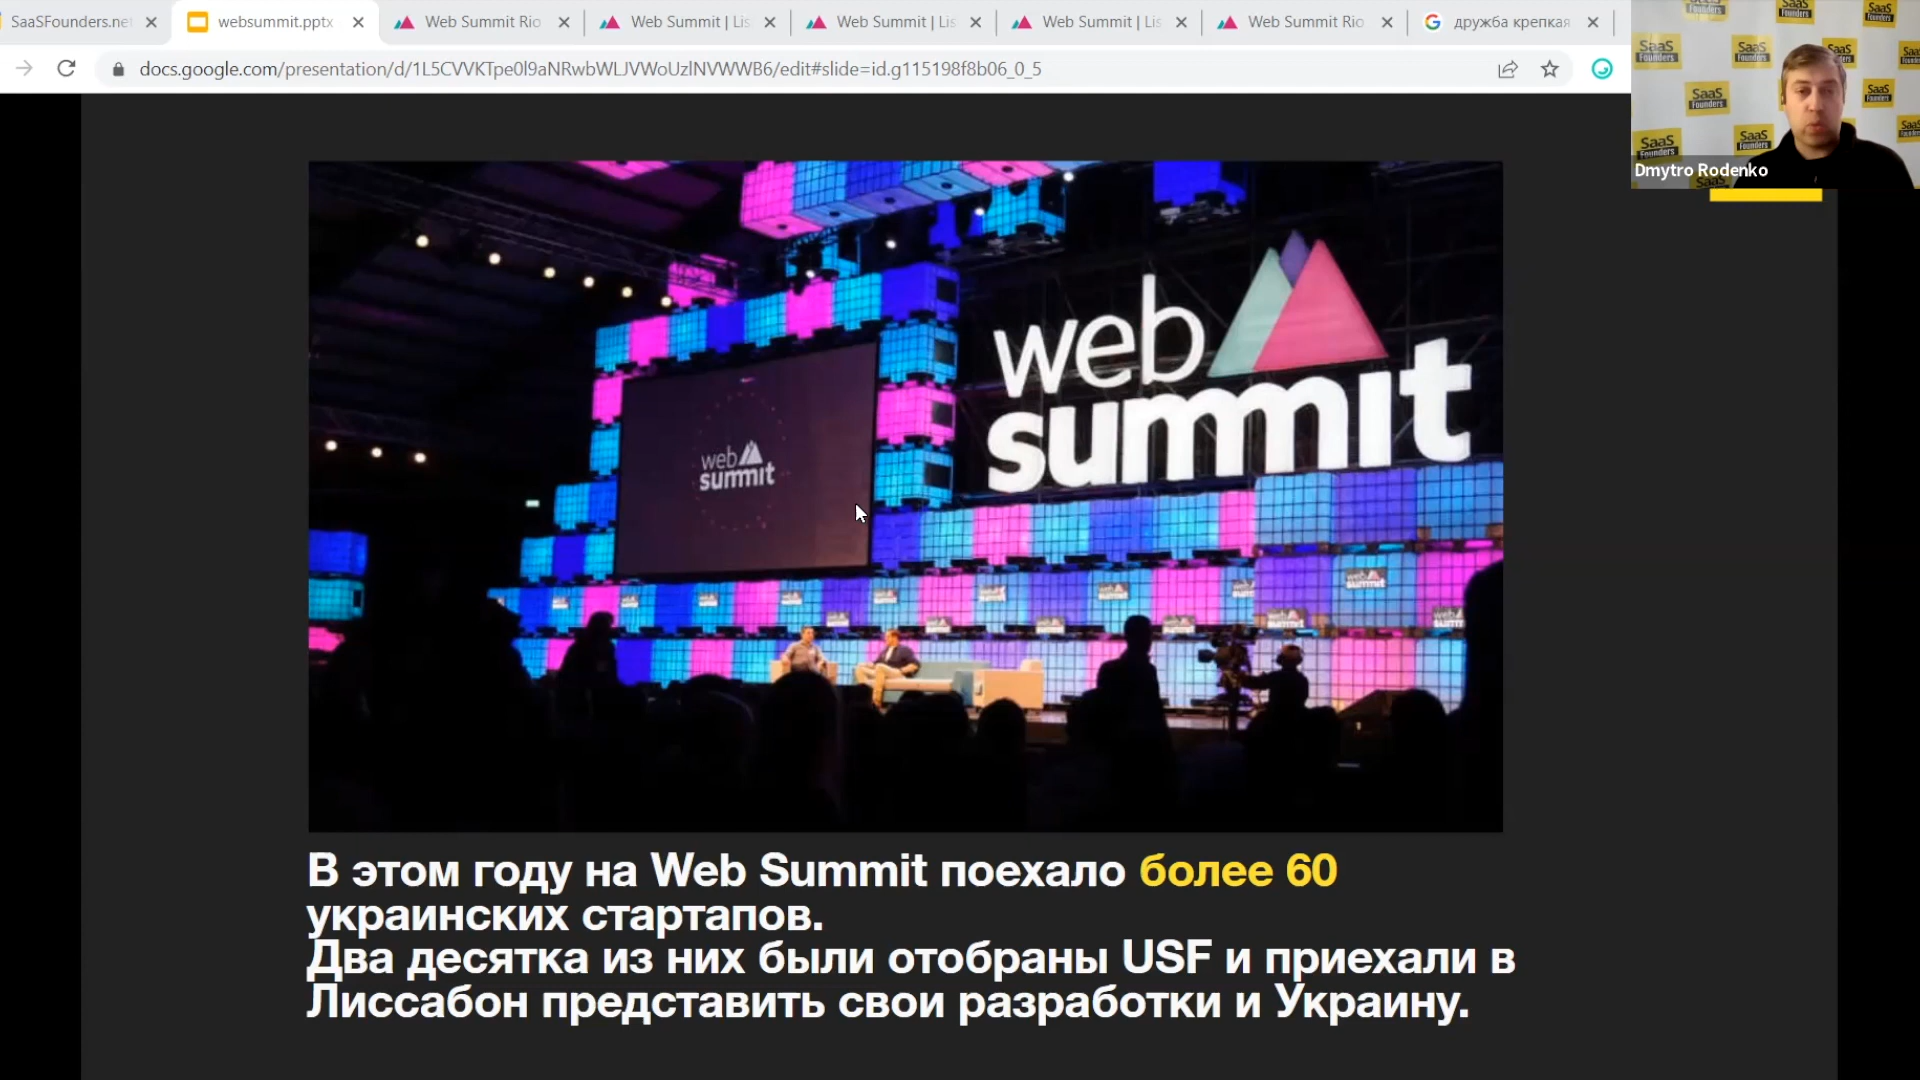 SaaSFounders.net
websummit.pptx
Web Summit Rio
Web Summit | Lis
Web Summit | Lis
Web Summit | Lis
Web Summit Rio
дружба крепкая
docs.google.com/presentation/d/1L5CVVKTpe0l9aNRwbWLJVWoUzlNVWWB6/edit#slide=id.g115198f8b06_0_5
SaaS
Founders
Dmytro Rodenko
web
summit
web
summit
В этом году на Web Summit поехало более 60
украинских стартапов.
Два десятка из них были отобраны USF и приехали в
Лиссабон представить свои разработки и Украину.